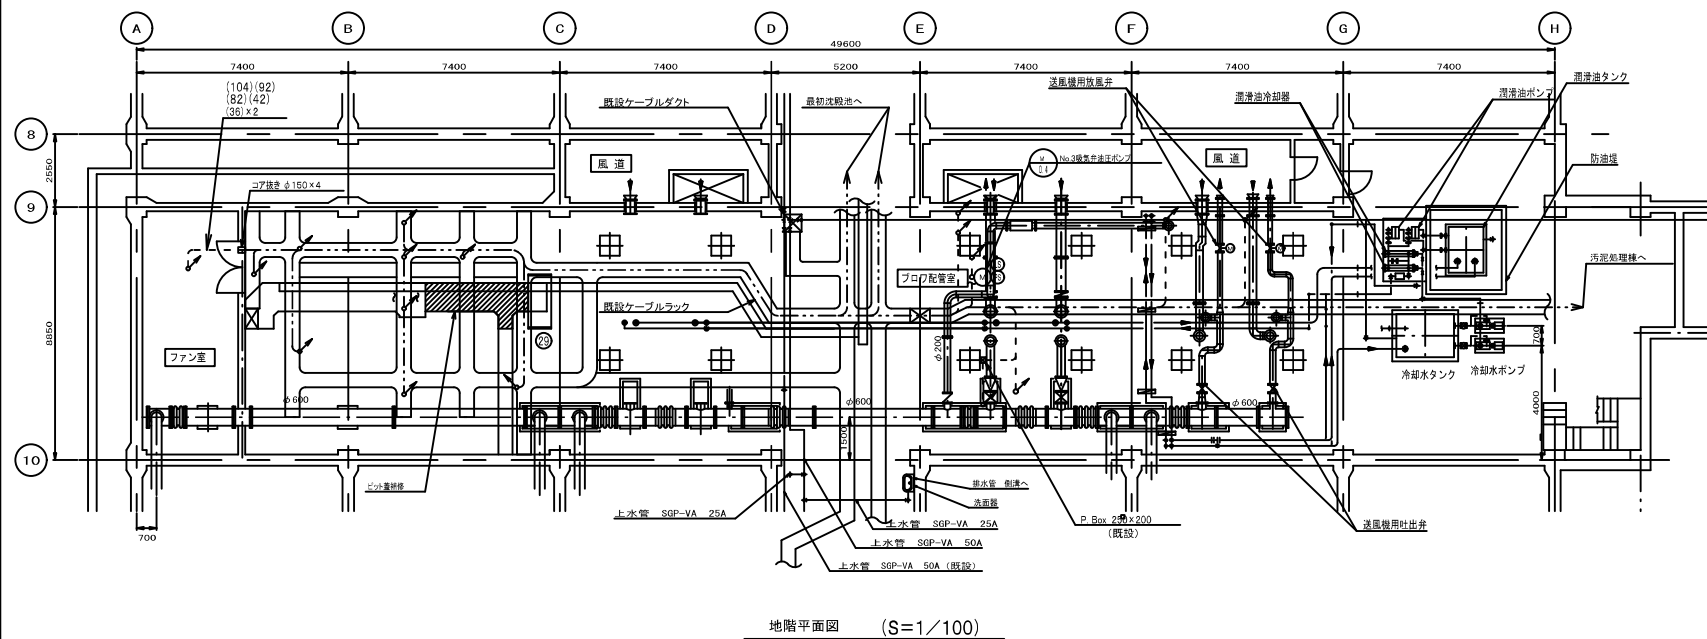 A B C D E F G H
49600
7400 7400 7400 5200 7400 7400 7400
(104)(92)
(82)(42)
(36)×2
既設ケーブルダクト
最初沈殿池へ
送風機用放風弁
潤滑油冷却器
潤滑油ポンプ
潤滑油タンク
8
2550
風 道
M
0.4
No.3吸気弁油圧ポンプ
風 道
防油堤
コア抜き φ150×4
9
8850
ブロワ配管室
M
汚泥処理棟へ
既設ケーブルラック
29
φ200
ファン室
700
冷却水タンク
冷却水ポンプ
φ600
φ600
φ600
4000
1500
10
ピット蓋補修
排水管 側溝へ
洗面器
上水管 SGP-VA 25A
上水管 SGP-VA 25A
P. Box 250×200
(既設)
送風機用吐出弁
700
上水管 SGP-VA 50A
上水管 SGP-VA 50A (既設)
地階平面図 (S=1/100)